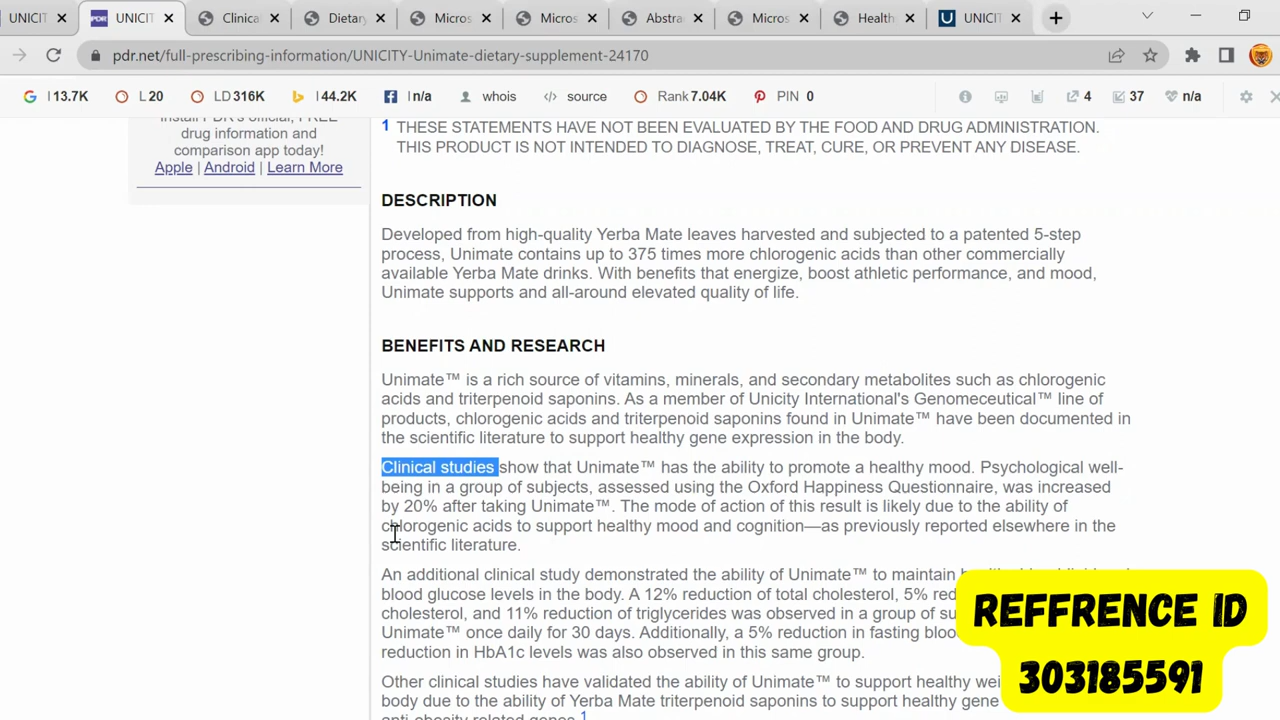 UNICIT
PDR UNICIT
Clinica
Dietary
Micros
Micros
Abstra
Micros
Health
U UNICIT
pdr.net/full-prescribing-information/UNICITY-Unimate-dietary-supplement-24170
I 13.7K L 20 LD 316K I 44.2K I n/a whois source Rank 7.04K PIN 0 4 37 n/a
Install PDR's official, FREE
drug information and
comparison app today!
Apple | Android | Learn More
1 THESE STATEMENTS HAVE NOT BEEN EVALUATED BY THE FOOD AND DRUG ADMINISTRATION.
THIS PRODUCT IS NOT INTENDED TO DIAGNOSE, TREAT, CURE, OR PREVENT ANY DISEASE.
DESCRIPTION
Developed from high-quality Yerba Mate leaves harvested and subjected to a patented 5-step
process, Unimate contains up to 375 times more chlorogenic acids than other commercially
available Yerba Mate drinks. With benefits that energize, boost athletic performance, and mood,
Unimate supports and all-around elevated quality of life.
BENEFITS AND RESEARCH
Unimate™ is a rich source of vitamins, minerals, and secondary metabolites such as chlorogenic
acids and triterpenoid saponins. As a member of Unicity International's Genomeceutical™ line of
products, chlorogenic acids and triterpenoid saponins found in Unimate™ have been documented in
the scientific literature to support healthy gene expression in the body.
Clinical studies show that Unimate™ has the ability to promote a healthy mood. Psychological well-
being in a group of subjects, assessed using the Oxford Happiness Questionnaire, was increased
by 20% after taking Unimate™. The mode of action of this result is likely due to the ability of
chlorogenic acids to support healthy mood and cognition—as previously reported elsewhere in the
scientific literature.
An additional clinical study demonstrated the ability of Unimate™ to maintain
blood glucose levels in the body. A 12% reduction of total cholesterol, 5%
cholesterol, and 11% reduction of triglycerides was observed in a group of
Unimate™ once daily for 30 days. Additionally, a 5% reduction in fasting
reduction in HbA1c levels was also observed in this same group.
Other clinical studies have validated the ability of Unimate™ to support healthy
body due to the ability of Yerba Mate triterpenoid saponins to support healthy gene
anti-obesity related genes.1
REFFRENCE ID
303185591